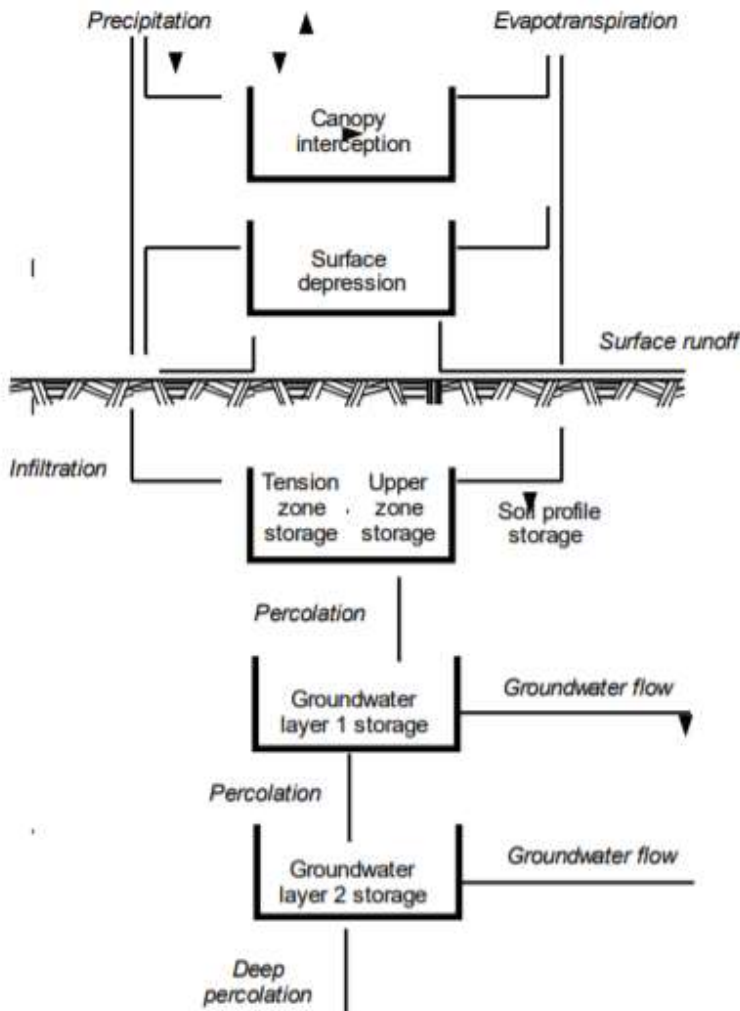 Precipitation
Evapotranspiration
Canopy
interception
Surface
depression
Surface runoff
Infiltration
Tension
zone
storage
Upper
zone
storage
Soil profile
storage
Percolation
Groundwater
layer 1 storage
Groundwater flow
Percolation
Groundwater
layer 2 storage
Groundwater flow
Deep
percolation